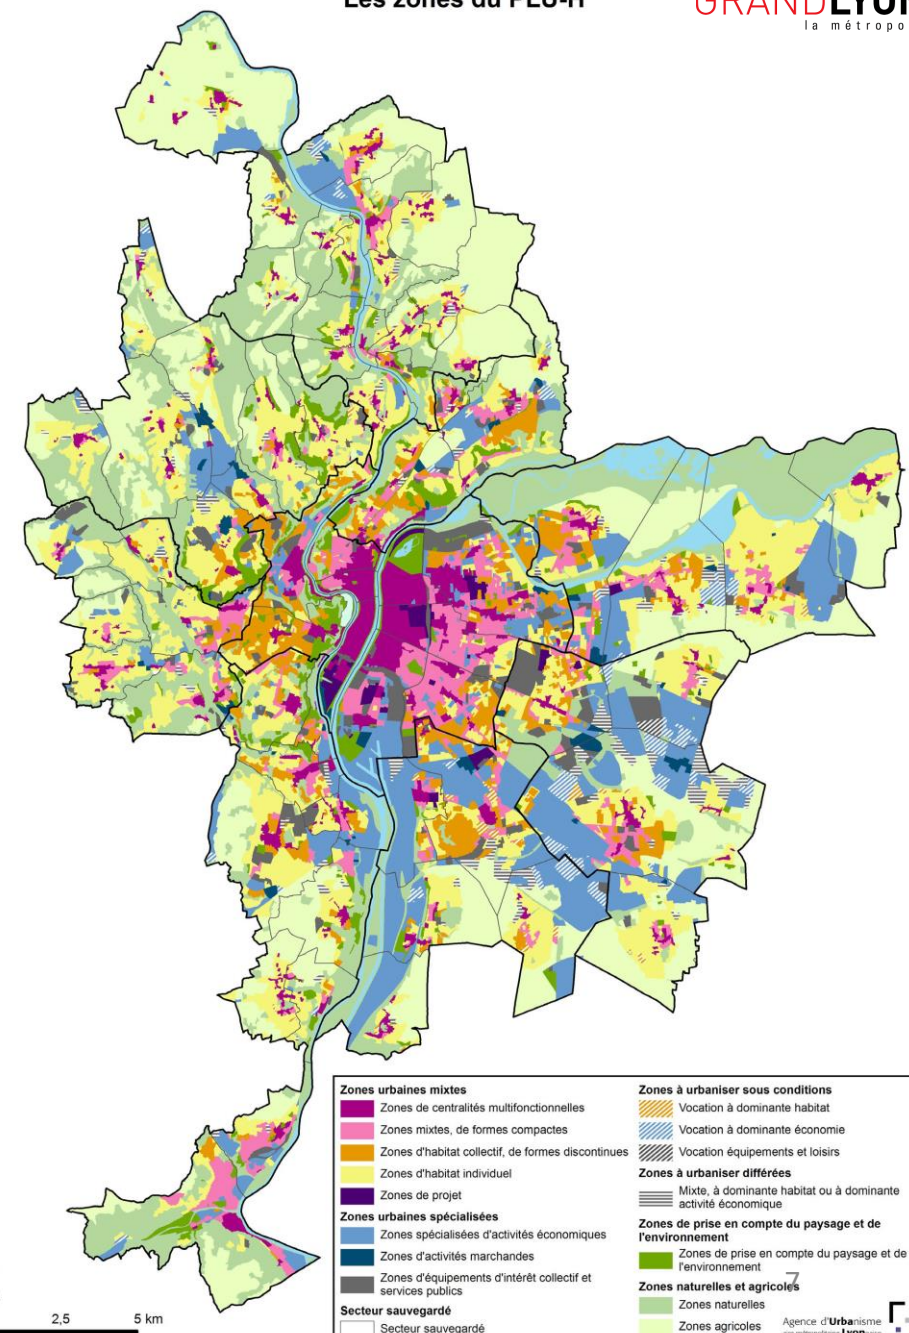 Les zones du PLU-H
GRANDLYON
la métropo
Zones urbaines mixtes
Zones de centralités multifonctionnelles
Zones mixtes, de formes compactes
Zones d'habitat collectif, de formes discontinues
Zones d'habitat individuel
Zones de projet
Zones urbaines spécialisées
Zones spécialisées d'activités économiques
Zones d'activités marchandes
Zones d'équipements d'intérêt collectif et
services publics
Secteur sauvegardé
Secteur sauvegardé
Zones à urbaniser sous conditions
Vocation à dominante habitat
Vocation à dominante économie
Vocation équipements et loisirs
Zones à urbaniser différées
Mixte, à dominante habitat ou à dominante
activité économique
Zones de prise en compte du paysage et de
l'environnement
Zones de prise en compte du paysage et de
l'environnement
7
Zones naturelles et agricoles
Zones naturelles
Zones agricoles
2,5 5 km
Agence d'Urbanisme
Lyon